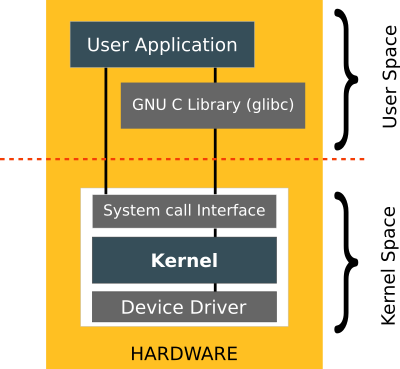 User Application
GNU C Library (glibc)
User Space
System call Interface
Kernel
Device Driver
Kernel Space
HARDWARE